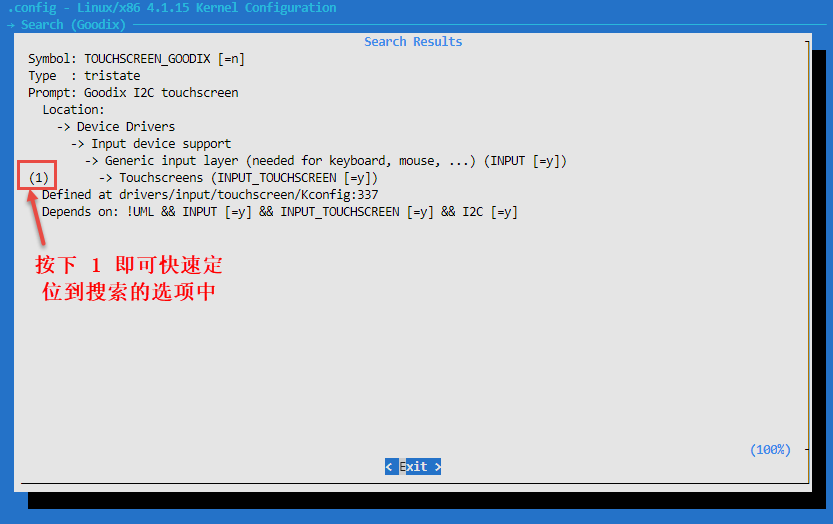 .config - Linux/x86 4.1.15 Kernel Configuration
→ Search (Goodix)
Search Results
Symbol: TOUCHSCREEN_GOODIX [=n]
Type  : tristate
Prompt: Goodix I2C touchscreen
Location:
-> Device Drivers
-> Input device support
-> Generic input layer (needed for keyboard, mouse, ...) (INPUT [=y])
(1) -> Touchscreens (INPUT_TOUCHSCREEN [=y])
Defined at drivers/input/touchscreen/Kconfig:337
Depends on: !UML && INPUT [=y] && INPUT_TOUCHSCREEN [=y] && I2C [=y]
按下 1 即可快速定
位到搜索的选项中
(100%)
< Exit >